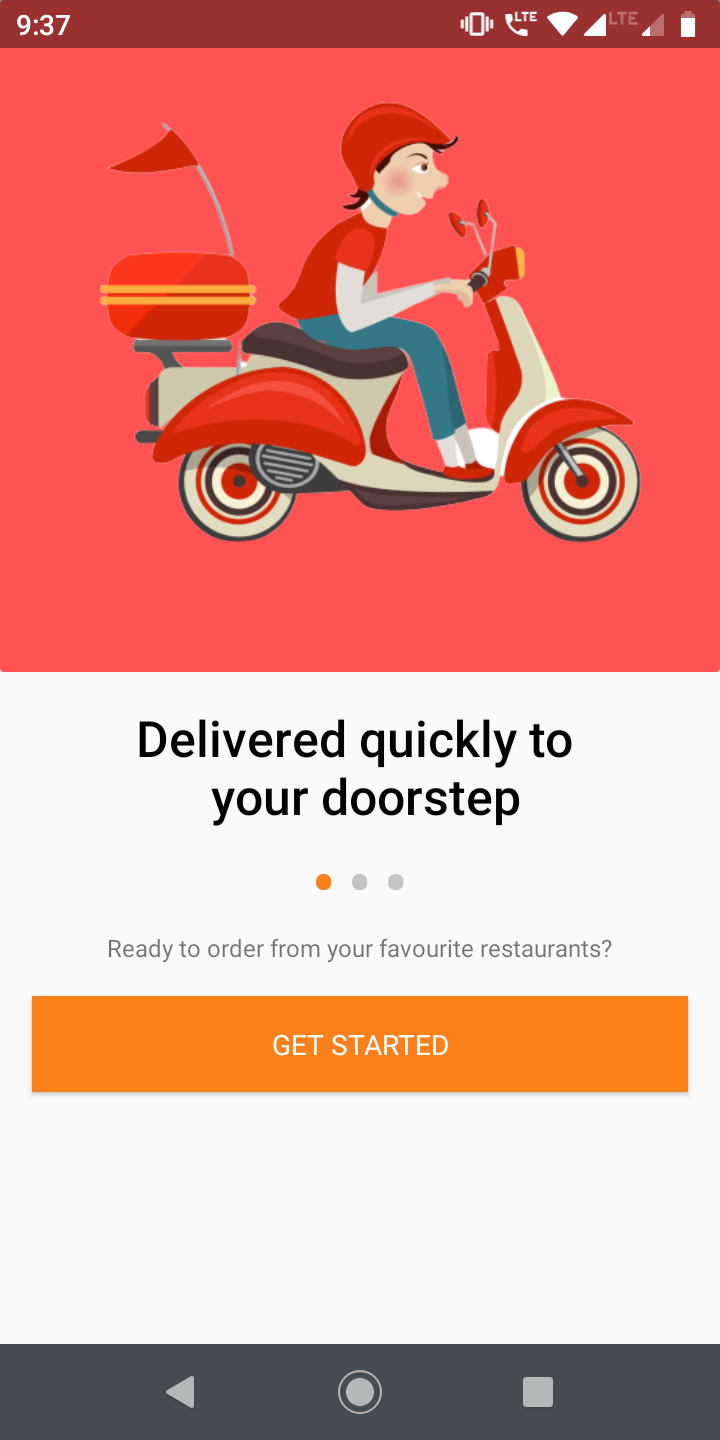 9:37
LTE
LTE
Delivered quickly to
your doorstep
Ready to order from your favourite restaurants?
GET STARTED